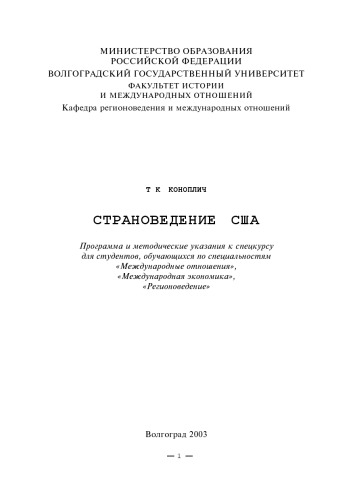 МИНИСТЕРСТВО ОБРАЗОВАНИЯ
РОССИЙСКОЙ ФЕДЕРАЦИИ
ВОЛГОГРАДСКИЙ ГОСУДАРСТВЕННЫЙ УНИВЕРСИТЕТ
ФАКУЛЬТЕТ ИСТОРИИ
И МЕЖДУНАРОДНЫХ ОТНОШЕНИЙ
Кафедра регионоведения и международных отношений
Т К КОНОПЛИЧ
СТРАНОВЕДЕНИЕ США
Программа и методические указания к спецкурсу
для студентов, обучающихся по специальностям
«Международные отношения»,
«Международная экономика»,
«Регионоведение»
Волгоград 2003
— 1 —